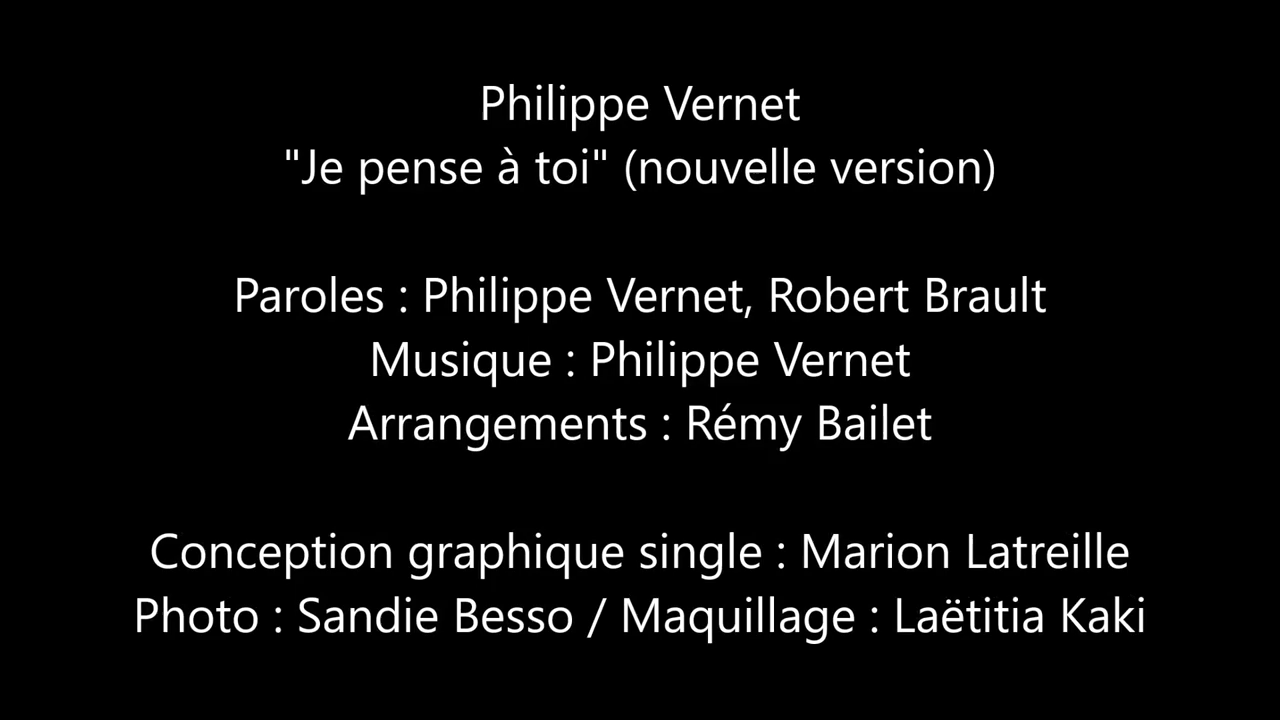 Philippe Vernet
"Je pense à toi" (nouvelle version)
Paroles : Philippe Vernet, Robert Brault
Musique : Philippe Vernet
Arrangements : Rémy Bailet
Conception graphique single : Marion Latreille
Photo : Sandie Besso / Maquillage : Laëtitia Kaki